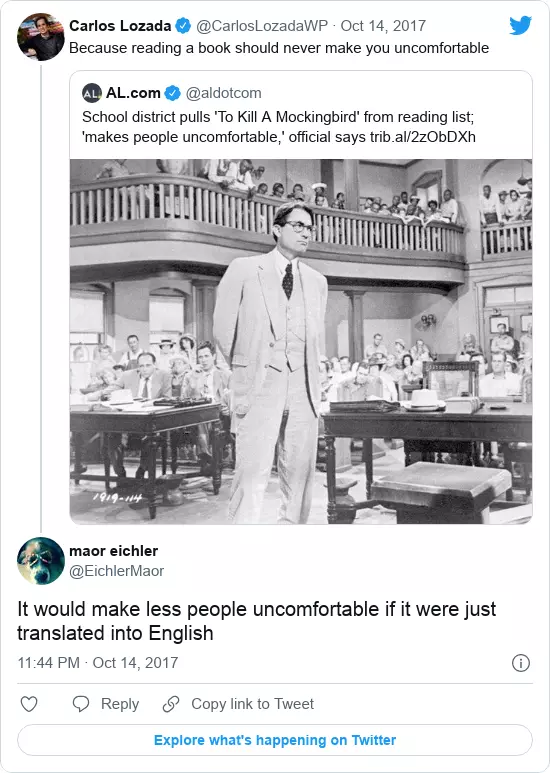 Carlos Lozada @CarlosLozadaWP · Oct 14, 2017
Because reading a book should never make you uncomfortable
AL. AL.com @aldotcom
School district pulls 'To Kill A Mockingbird' from reading list;
'makes people uncomfortable,' official says trib.al/2zObDXh
1919-114
maor eichler
@EichlerMaor
It would make less people uncomfortable if it were just
translated into English
11:44 PM · Oct 14, 2017
Reply Copy link to Tweet
Explore what's happening on Twitter